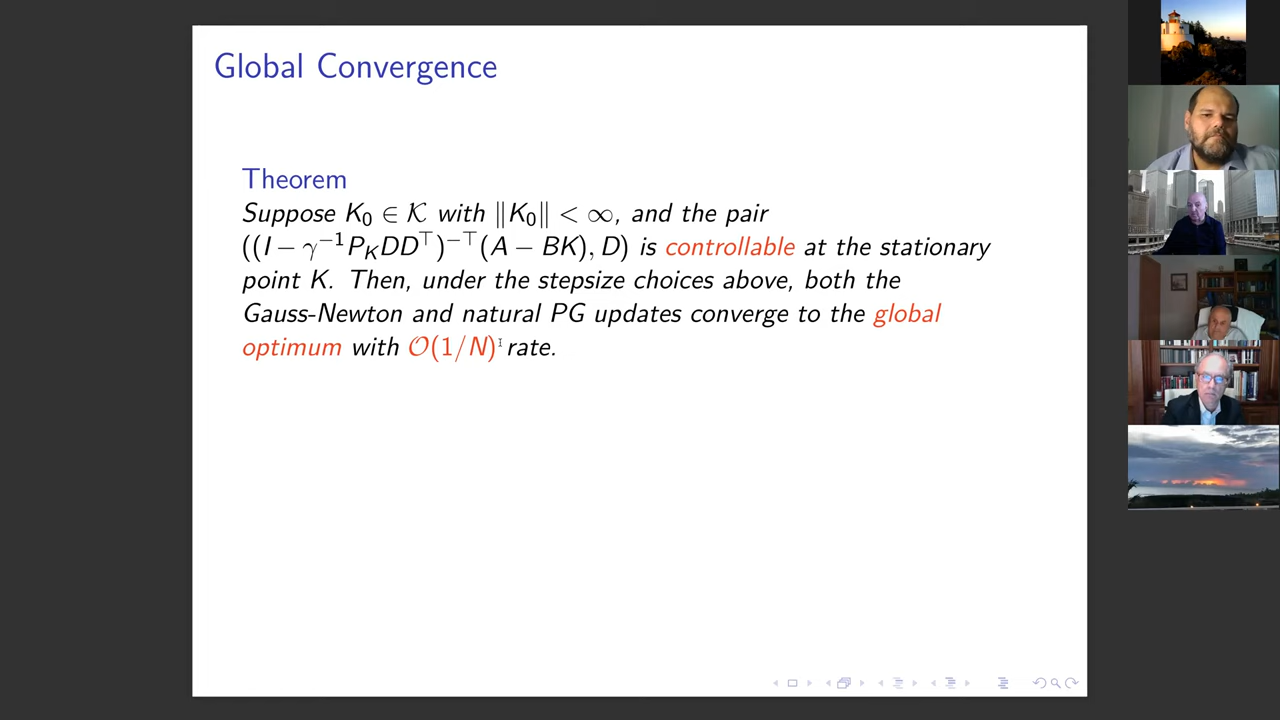 Global Convergence
Theorem
Suppose K₀ ∈ 𝒦 with ‖K₀‖ < ∞, and the pair
((I − γ⁻¹P_K DD^⊤)^{−⊤}(A − BK), D) is controllable at the stationary
point K. Then, under the stepsize choices above, both the
Gauss-Newton and natural PG updates converge to the global
optimum with 𝒪(1/N) rate.